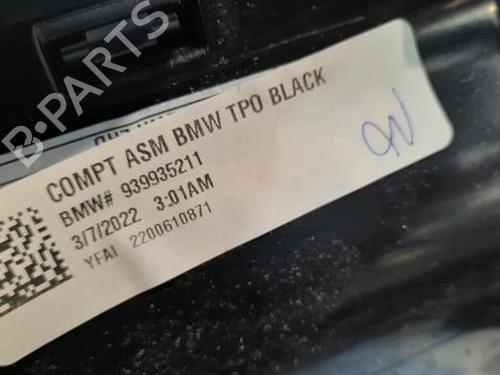 COMPT ASM BMW TPO BLACK
BMW# 939935211
3/7/2022 3:01AM
YFAI 2200610871
B-PARTS